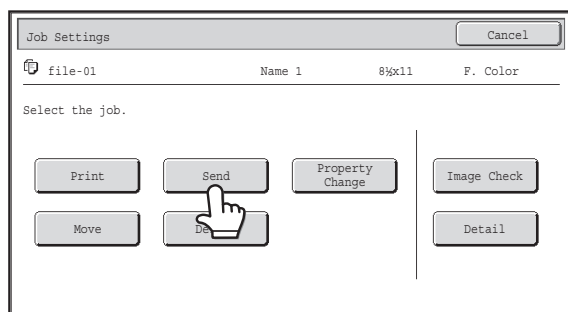 Job Settings Cancel
file-01 Name 1 8½x11 F. Color
Select the job.
Print Send Property Change Image Check
Move Detail